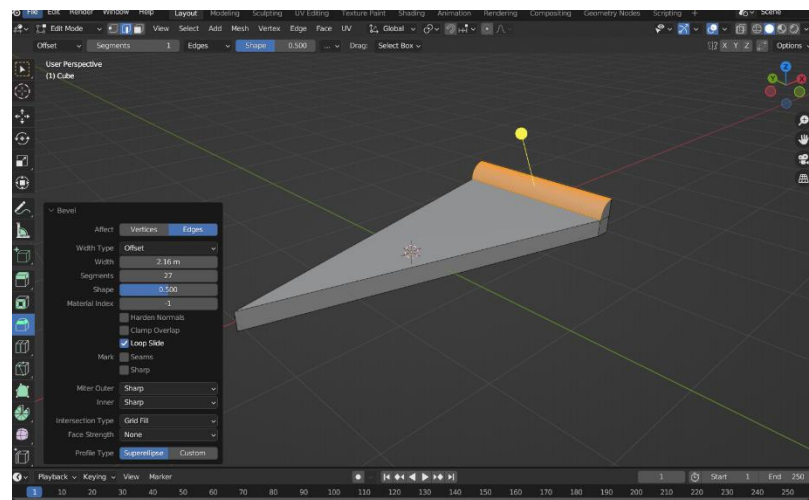 File Edit Render Window Help Layout Modeling Sculpting UV Editing Texture Paint Shading Animation Rendering Compositing Geometry Nodes Scripting + Scene
Edit Mode View Select Add Mesh Vertex Edge Face UV Global
Offset Segments 1 Edges Shape 0.500 ... Drag: Select Box X Y Z Options
User Perspective
(1) Cube
Z
Y
X
Bevel
Affect Vertices Edges
Width Type Offset
Width 2.16 m
Segments 27
Shape 0.500
Material Index -1
Harden Normals
Clamp Overlap
Loop Slide
Mark Seams
Sharp
Miter Outer Sharp
Inner Sharp
Intersection Type Grid Fill
Face Strength None
Profile Type Superellipse Custom
Playback Keying View Marker 1 Start 1 End 250
1 10 20 30 40 50 60 70 80 90 100 110 120 130 140 150 160 170 180 190 200 210 220 230 240 250